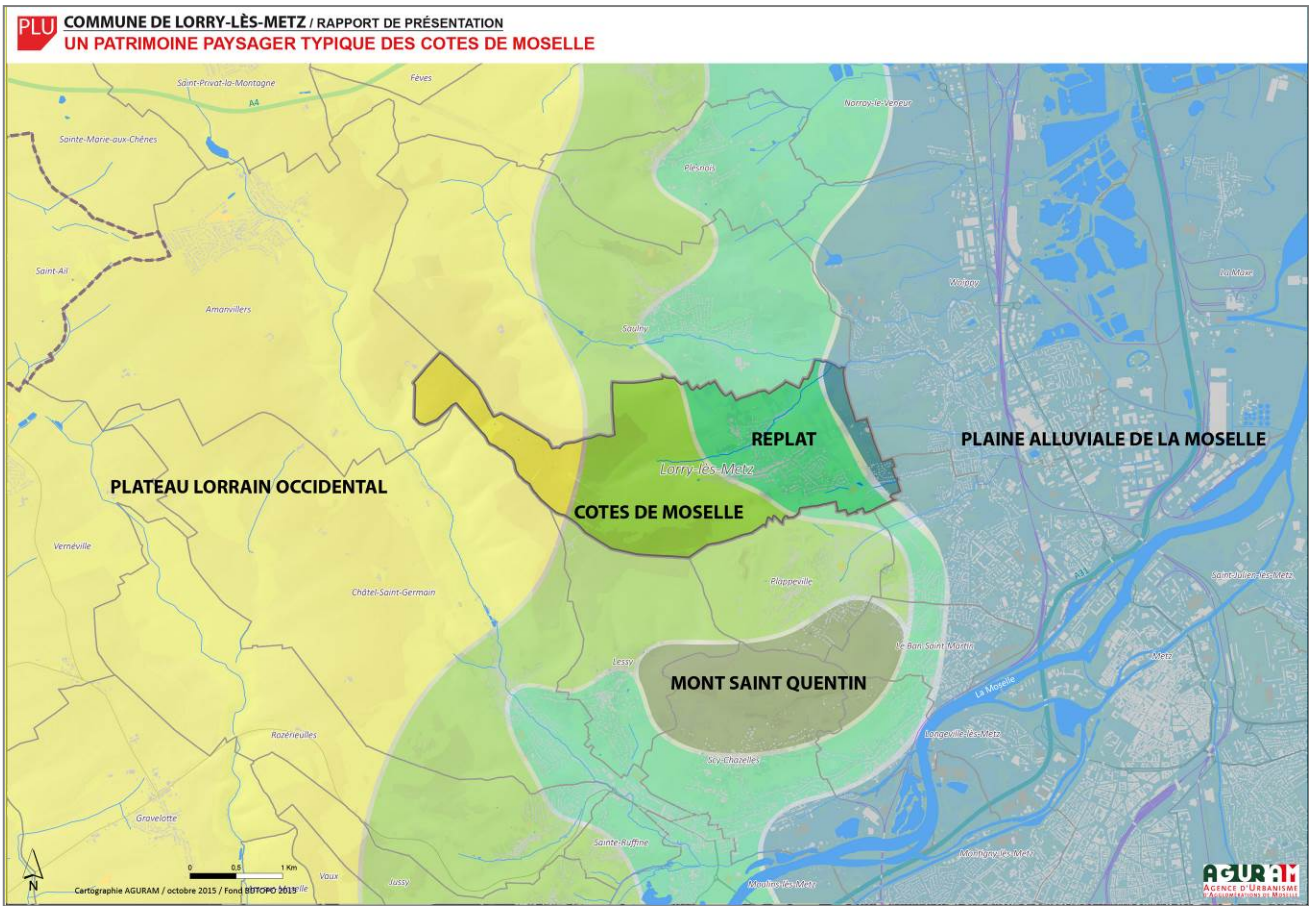 PLU
COMMUNE DE LORRY-LÈS-METZ / RAPPORT DE PRÉSENTATION
UN PATRIMOINE PAYSAGER TYPIQUE DES COTES DE MOSELLE
Saint-Privat-la-Montagne
Fèves
A4
Norroy-le-Veneur
Sainte-Marie-aux-Chênes
Plesnois
Saint-Ail
La Maxe
Woippy
Amanvillers
Saulny
REPLAT
PLAINE ALLUVIALE DE LA MOSELLE
Lorry-lès-Metz
PLATEAU LORRAIN OCCIDENTAL
COTES DE MOSELLE
Vernéville
A31
Saint-Julien-lès-Metz
Plappeville
Châtel-Saint-Germain
Le Ban-Saint-Martin
Metz
Lessy
MONT SAINT QUENTIN
La Moselle
Rozérieulles
Longeville-lès-Metz
Scy-Chazelles
Gravelotte
Sainte-Ruffine
Montigny-lès-Metz
N
0 0,5 1 Km
Vaux
Jussy
Moulins-lès-Metz
Cartographie AGURAM / octobre 2015 / Fond BDTOPO 2015
AGURAM
AGENCE D'URBANISME
D'AGGLOMÉRATIONS DE MOSELLE